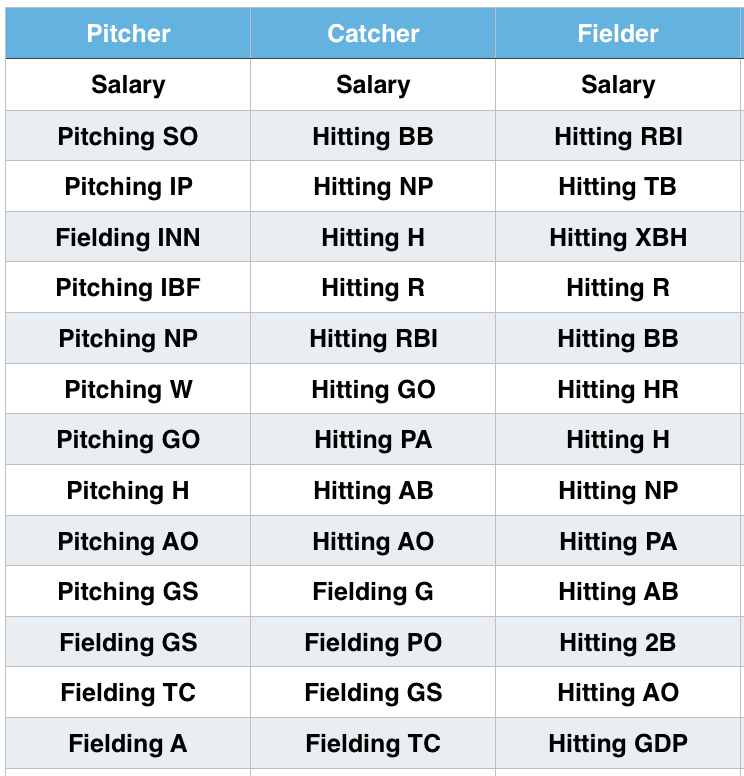 Pitcher Catcher Fielder
Salary Salary Salary
Pitching SO Hitting BB Hitting RBI
Pitching IP Hitting NP Hitting TB
Fielding INN Hitting H Hitting XBH
Pitching IBF Hitting R Hitting R
Pitching NP Hitting RBI Hitting BB
Pitching W Hitting GO Hitting HR
Pitching GO Hitting PA Hitting H
Pitching H Hitting AB Hitting NP
Pitching AO Hitting AO Hitting PA
Pitching GS Fielding G Hitting AB
Fielding GS Fielding PO Hitting 2B
Fielding TC Fielding GS Hitting AO
Fielding A Fielding TC Hitting GDP